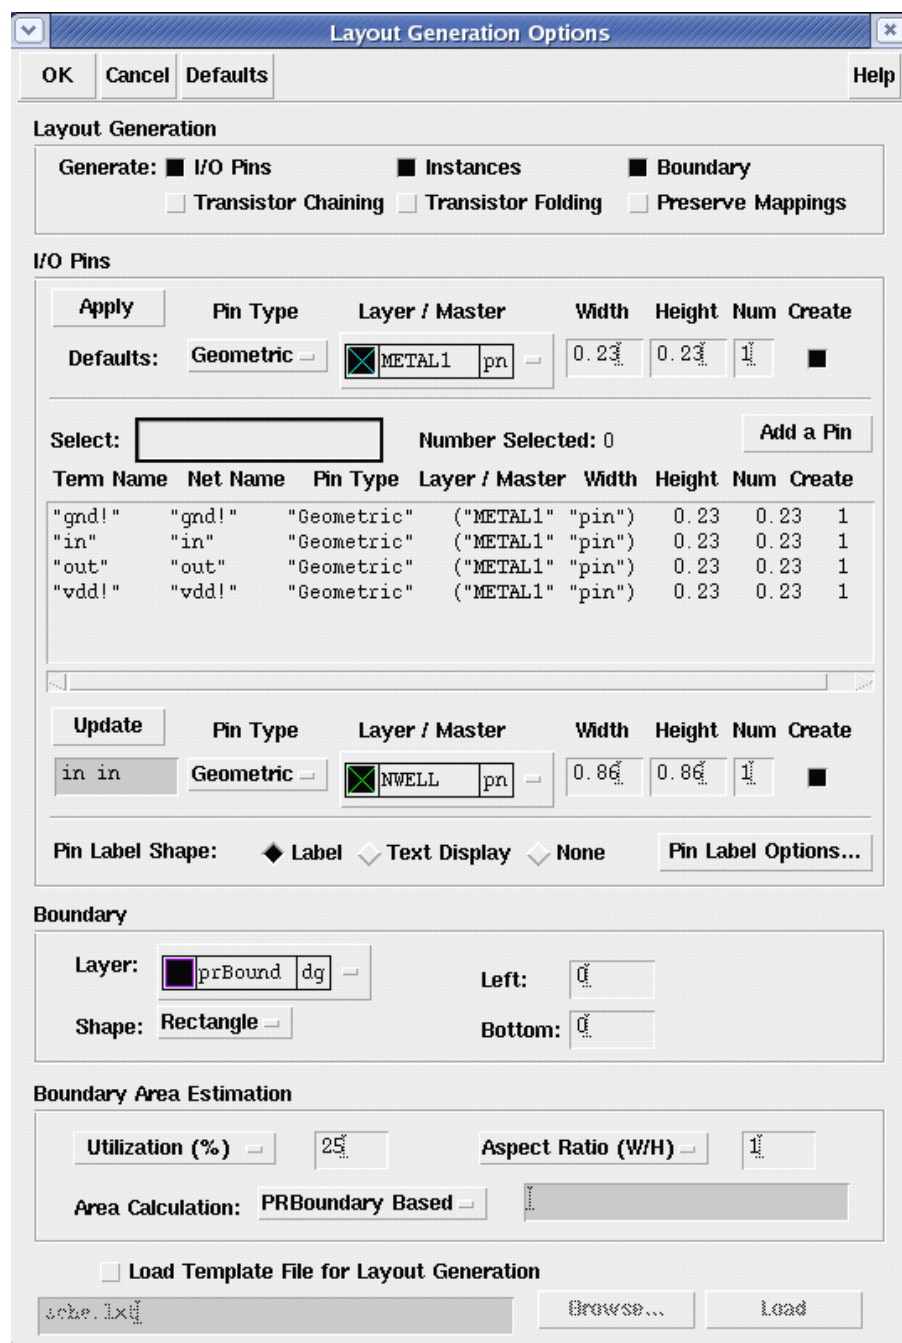 Layout Generation Options
OK Cancel Defaults Help
Layout Generation
Generate: I/O Pins Instances Boundary
Transistor Chaining Transistor Folding Preserve Mappings
I/O Pins
Apply Pin Type Layer / Master Width Height Num Create
Defaults: Geometric METAL1 pn 0.23 0.23 1
Select: Number Selected: 0 Add a Pin
Term Name Net Name Pin Type Layer / Master Width Height Num Create
"gnd!" "gnd!" "Geometric" ("METAL1" "pin") 0.23 0.23 1
"in" "in" "Geometric" ("METAL1" "pin") 0.23 0.23 1
"out" "out" "Geometric" ("METAL1" "pin") 0.23 0.23 1
"vdd!" "vdd!" "Geometric" ("METAL1" "pin") 0.23 0.23 1
Update Pin Type Layer / Master Width Height Num Create
in in Geometric NWELL pn 0.86 0.86 1
Pin Label Shape: Label Text Display None Pin Label Options...
Boundary
Layer: prBound dg Left: 0
Shape: Rectangle Bottom: 0
Boundary Area Estimation
Utilization (%) 25 Aspect Ratio (W/H) 1
Area Calculation: PRBoundary Based
Load Template File for Layout Generation
Browse... Load